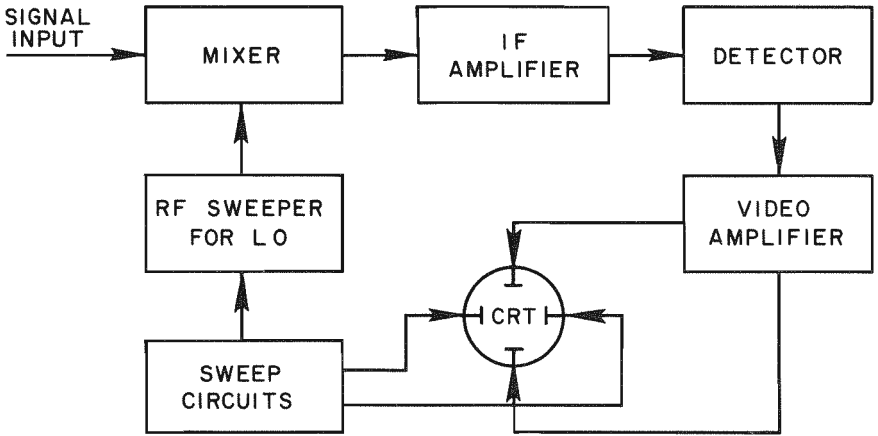 SIGNAL
INPUT
MIXER
IF
AMPLIFIER
DETECTOR
RF SWEEPER
FOR LO
VIDEO
AMPLIFIER
CRT
SWEEP
CIRCUITS